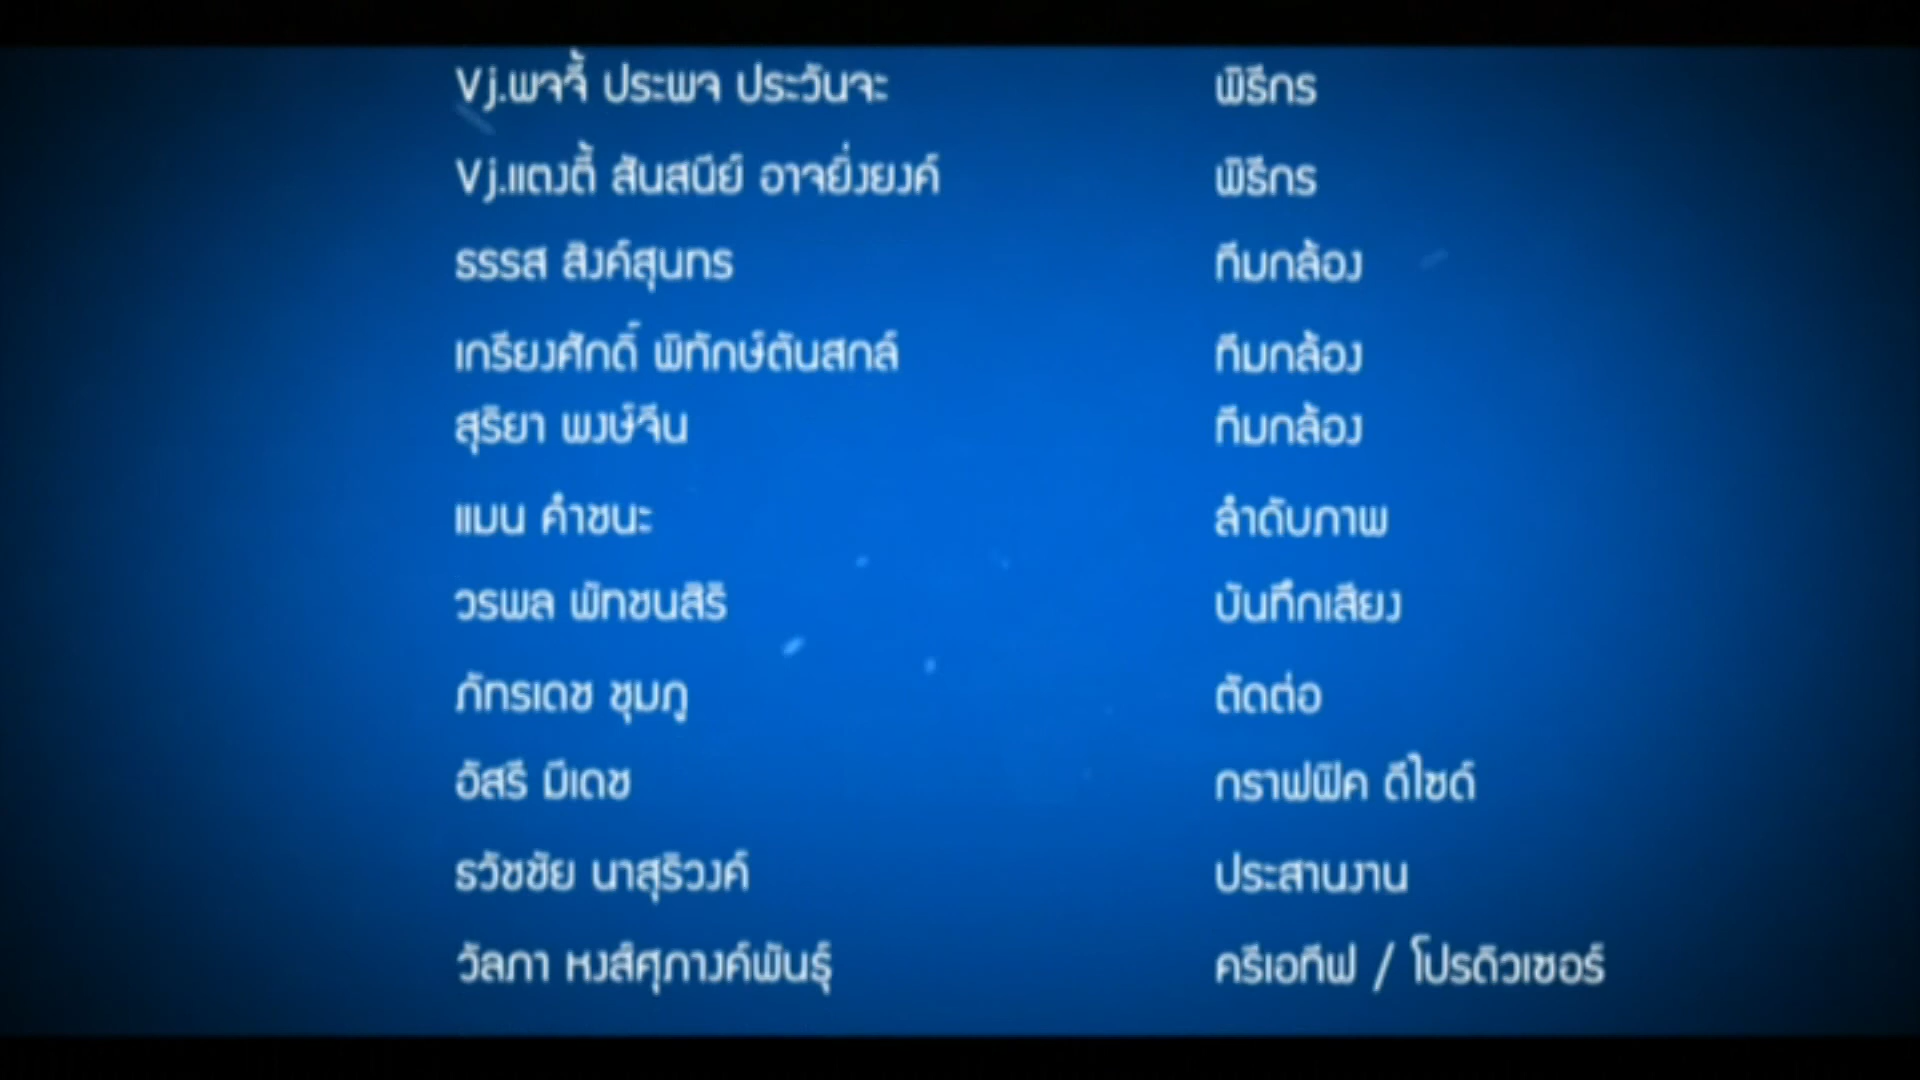 Vj.พจจี้ ประพจ ประวันจะ พิธีกร
Vj.แตงตี้ สันสนีย์ อาจยิ่งยงค์ พิธีกร
ธรรส สิงค์สุนทร ทีมกล้อง
เกรียงศักดิ์ พิทักษ์ตันสกล์ ทีมกล้อง
สุริยา พงษ์จีน ทีมกล้อง
แมน คำชนะ ลำดับภาพ
วรพล พัทชนสิริ บันทึกเสียง
ภัทรเดช ชุมภู ตัดต่อ
อัสรี มีเดช กราฟฟิค ดีไซด์
ธวัชชัย นาสุริวงค์ ประสานงาน
วัลภา หงส์ศุภางค์พันธุ์ ครีเอทีฟ / โปรดิวเซอร์